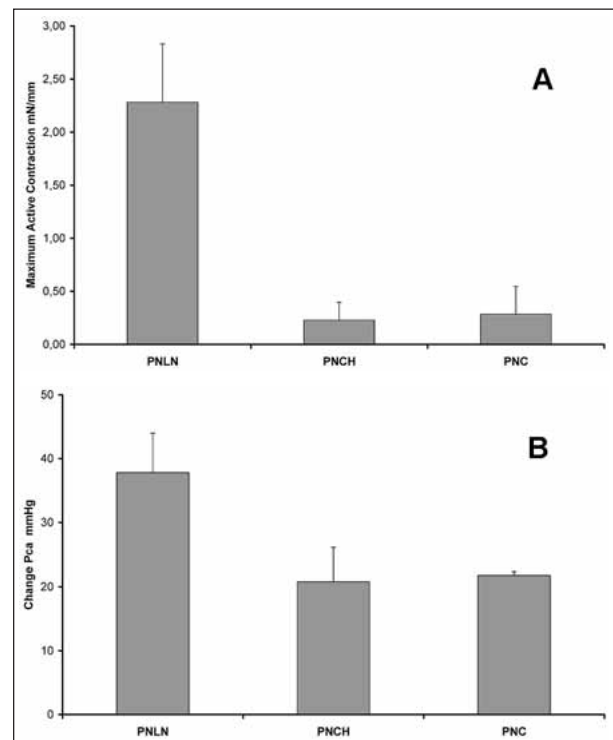 Maximum Active Contraction mN/mm
3,00
2,50
2,00
1,50
1,00
0,50
0,00
A
PNLN PNCH PNC
Change Pca mmHg
50
40
30
20
10
0
B
PNLN PNCH PNC